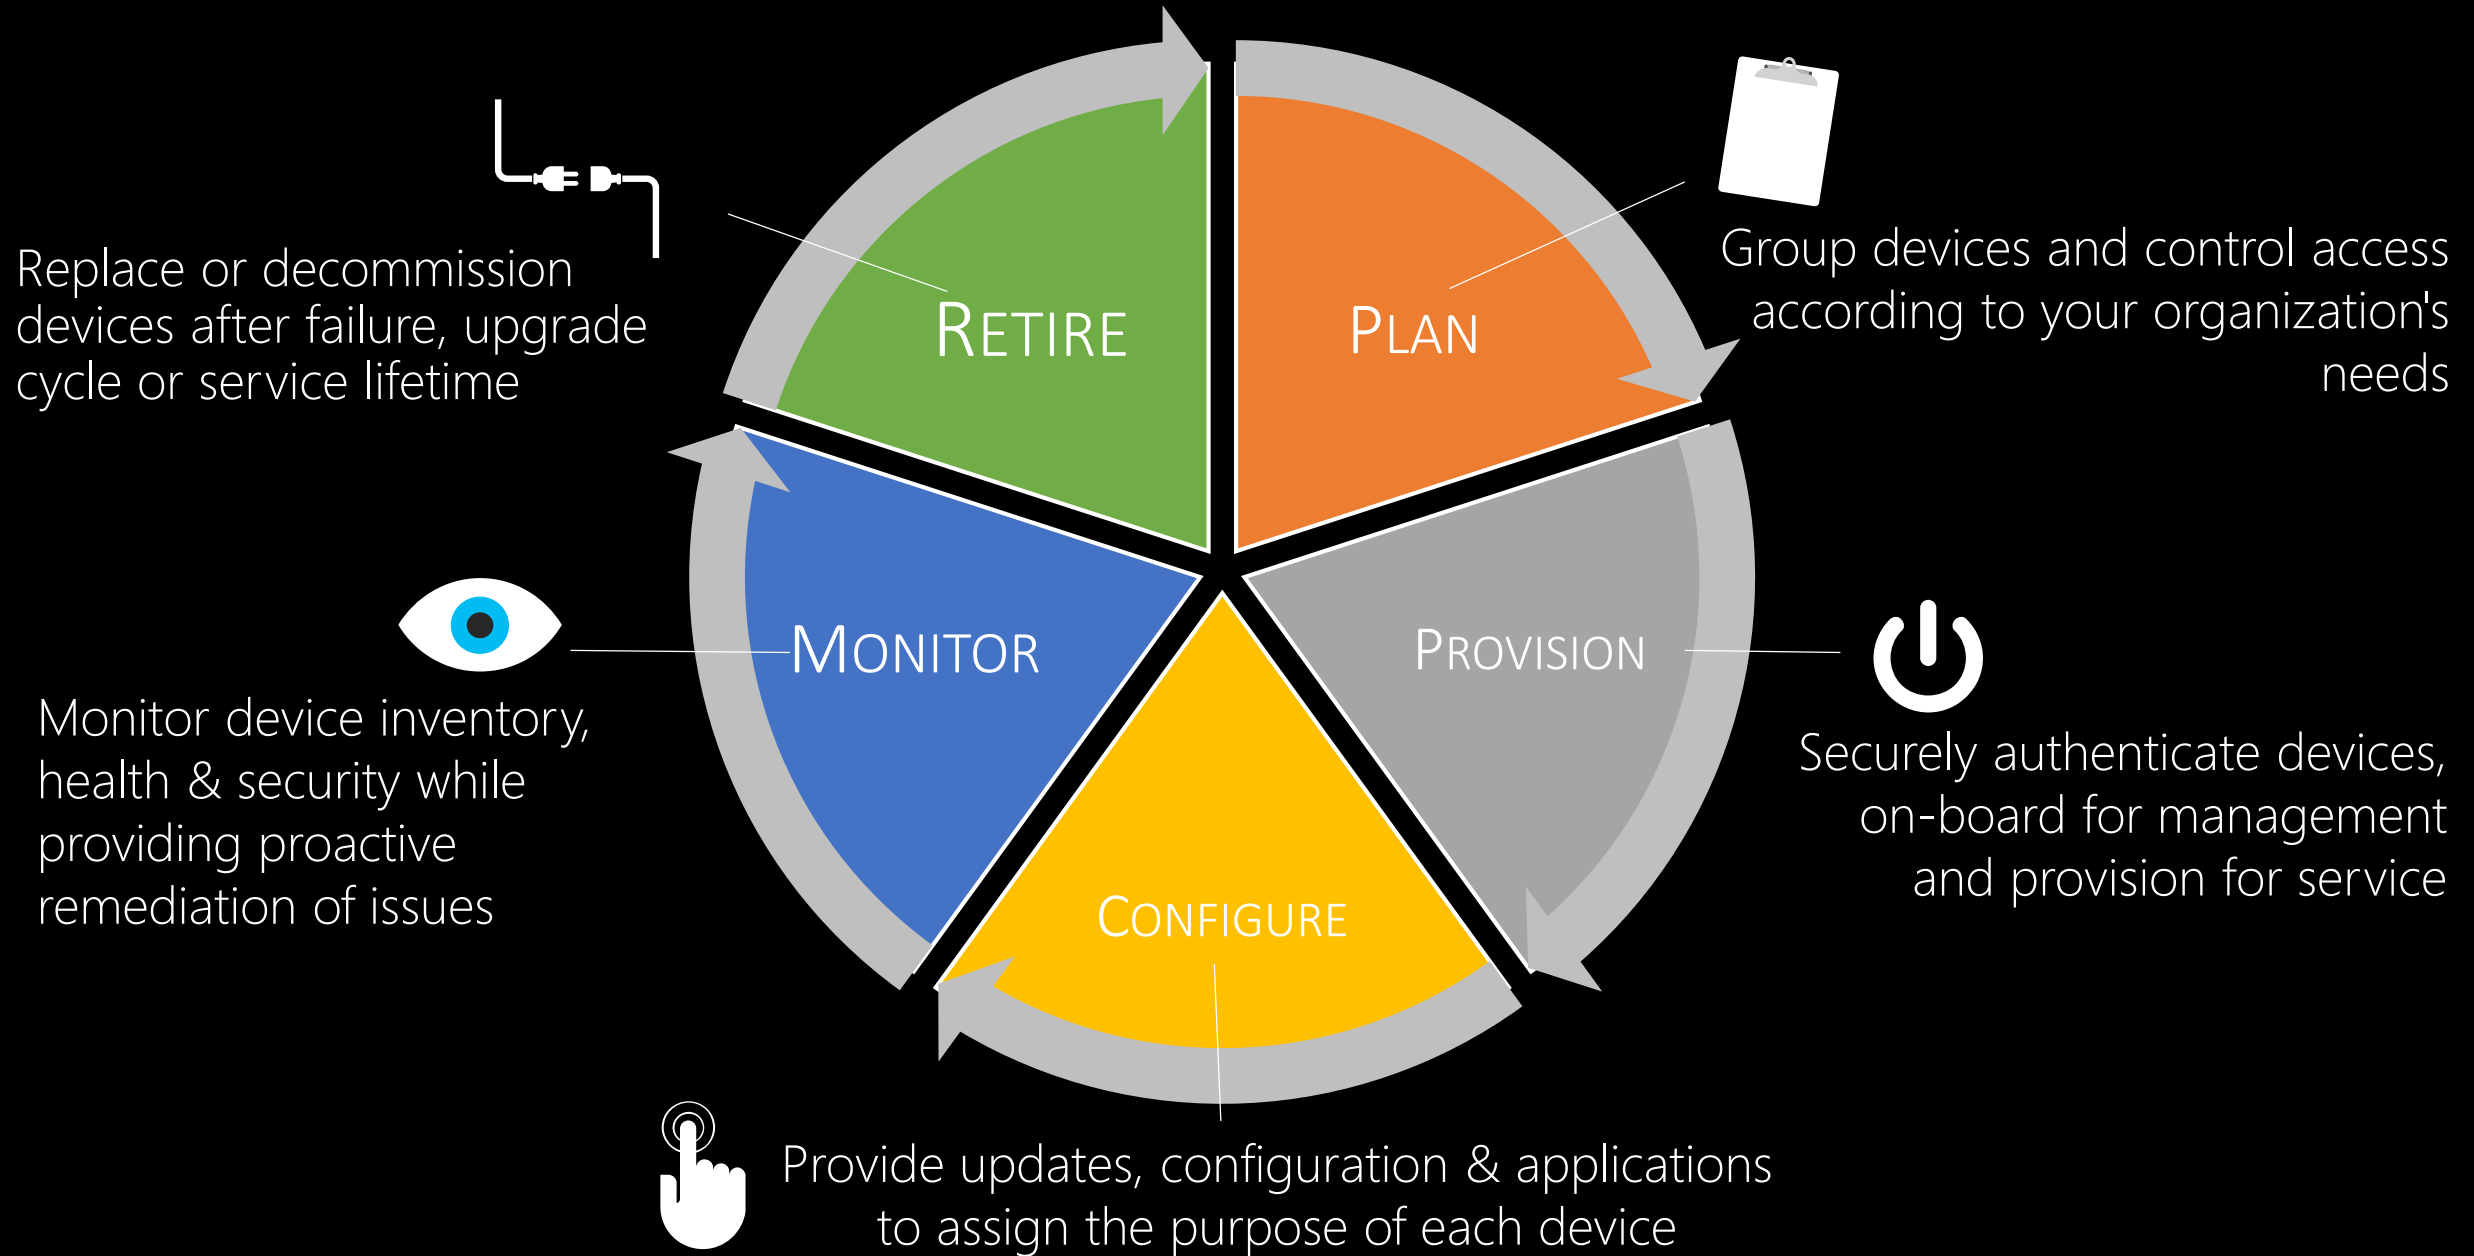 RETIRE
PLAN
Group devices and control access
according to your organization's
needs
Replace or decommission
devices after failure, upgrade
cycle or service lifetime
MONITOR
PROVISION
Monitor device inventory,
health & security while
providing proactive
remediation of issues
Securely authenticate devices,
on-board for management
and provision for service
CONFIGURE
Provide updates, configuration & applications
to assign the purpose of each device